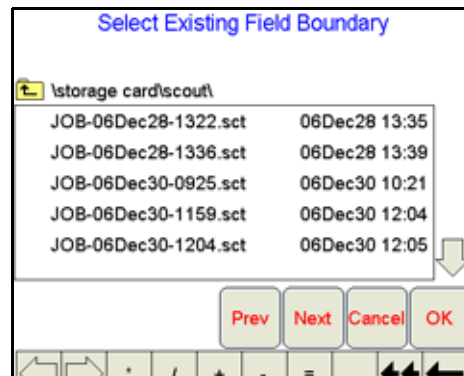 Select Existing Field Boundary
\storage card\scout\
JOB-06Dec28-1322.sct 06Dec28 13:35
JOB-06Dec28-1336.sct 06Dec28 13:39
JOB-06Dec30-0925.sct 06Dec30 10:21
JOB-06Dec30-1159.sct 06Dec30 12:04
JOB-06Dec30-1204.sct 06Dec30 12:05
Prev Next Cancel OK